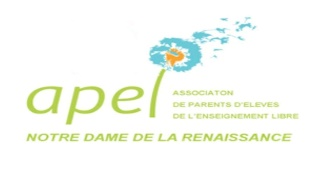 apel
ASSOCIATON
DE PARENTS D'ELEVES
DE L'ENSEIGNEMENT LIBRE
NOTRE DAME DE LA RENAISSANCE